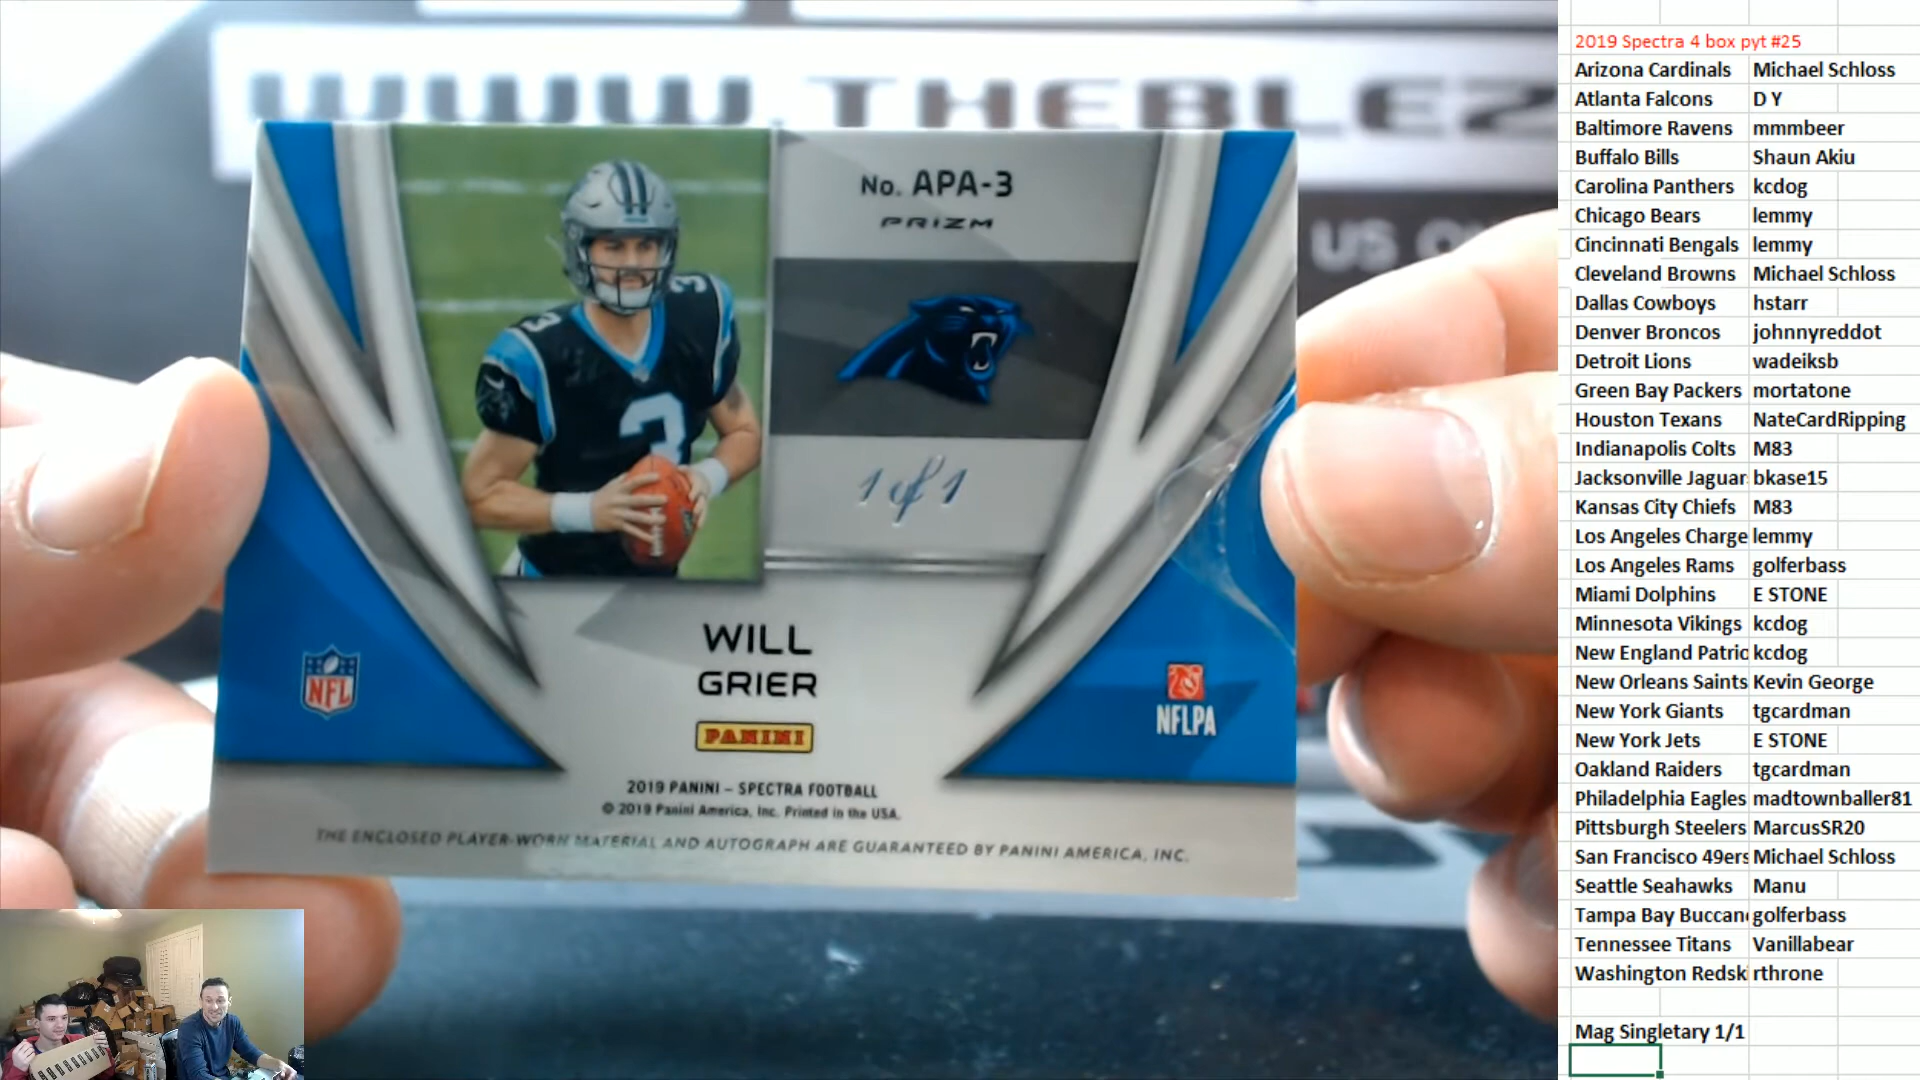 WWW.THEBLEZ
US O
No. APA-3
PRIZM
3
3
3
1 of 1
WILL
GRIER
NFL
NFLPA
PANINI
2019 PANINI – SPECTRA FOOTBALL
© 2019 Panini America, Inc. Printed in the USA.
THE ENCLOSED PLAYER-WORN MATERIAL AND AUTOGRAPH ARE GUARANTEED BY PANINI AMERICA, INC.
2019 Spectra 4 box pyt #25
Arizona Cardinals Michael Schloss
Atlanta Falcons D Y
Baltimore Ravens mmmbeer
Buffalo Bills Shaun Akiu
Carolina Panthers kcdog
Chicago Bears lemmy
Cincinnati Bengals lemmy
Cleveland Browns Michael Schloss
Dallas Cowboys hstarr
Denver Broncos johnnyreddot
Detroit Lions wadeiksb
Green Bay Packers mortatone
Houston Texans NateCardRipping
Indianapolis Colts M83
Jacksonville Jaguar bkase15
Kansas City Chiefs M83
Los Angeles Charge lemmy
Los Angeles Rams golferbass
Miami Dolphins E STONE
Minnesota Vikings kcdog
New England Patrio kcdog
New Orleans Saints Kevin George
New York Giants tgcardman
New York Jets E STONE
Oakland Raiders tgcardman
Philadelphia Eagles madtownballer81
Pittsburgh Steelers MarcusSR20
San Francisco 49ers Michael Schloss
Seattle Seahawks Manu
Tampa Bay Buccane golferbass
Tennessee Titans Vanillabear
Washington Redski rthrone
Mag Singletary 1/1